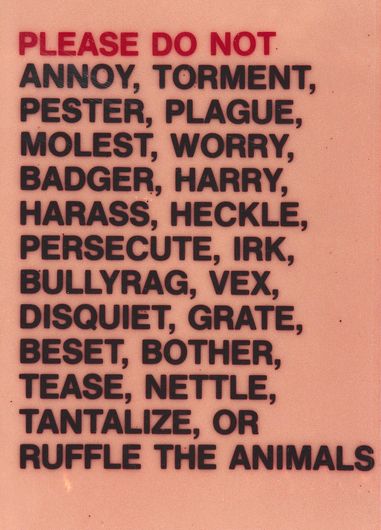 PLEASE DO NOT
ANNOY, TORMENT,
PESTER, PLAGUE,
MOLEST, WORRY,
BADGER, HARRY,
HARASS, HECKLE,
PERSECUTE, IRK,
BULLYRAG, VEX,
DISQUIET, GRATE,
BESET, BOTHER,
TEASE, NETTLE,
TANTALIZE, OR
RUFFLE THE ANIMALS